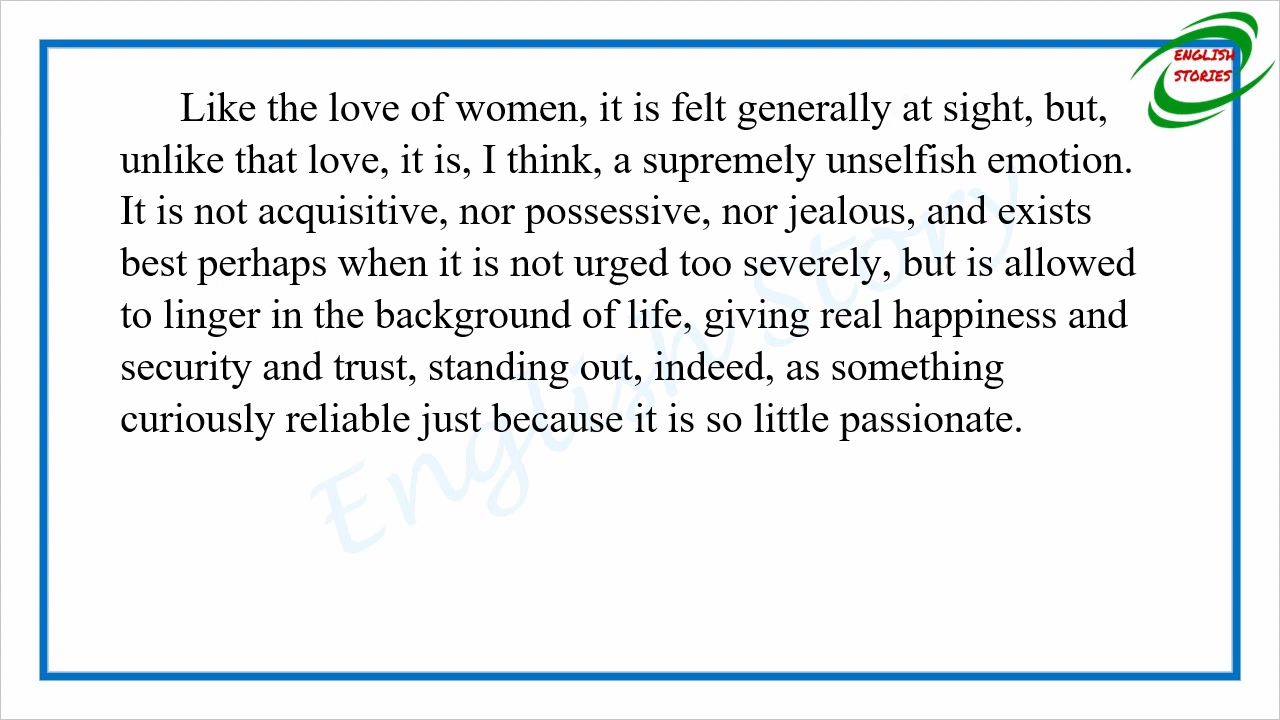 ENGLISH
STORIES
Like the love of women, it is felt generally at sight, but,
unlike that love, it is, I think, a supremely unselfish emotion.
It is not acquisitive, nor possessive, nor jealous, and exists
best perhaps when it is not urged too severely, but is allowed
to linger in the background of life, giving real happiness and
security and trust, standing out, indeed, as something
curiously reliable just because it is so little passionate.
English Story